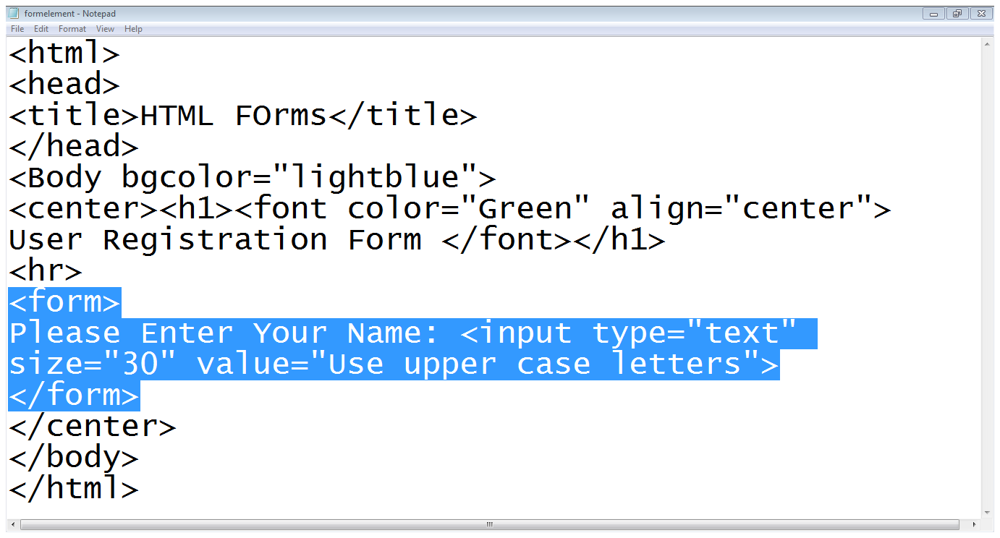 formelement - Notepad
File Edit Format View Help
<html>
<head>
<title>HTML FOrms</title>
</head>
<Body bgcolor="lightblue">
<center><h1><font color="Green" align="center">
User Registration Form </font></h1>
<hr>
<form>
Please Enter Your Name: <input type="text"
size="30" value="Use upper case letters">
</form>
</center>
</body>
</html>